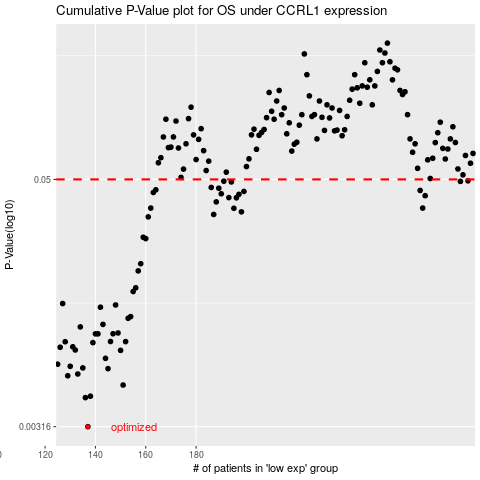 Cumulative P-Value plot for OS under CCRL1 expression
P-Value(log10)
0.05
0.00316
optimized
0
120
140
160
180
# of patients in 'low exp' group